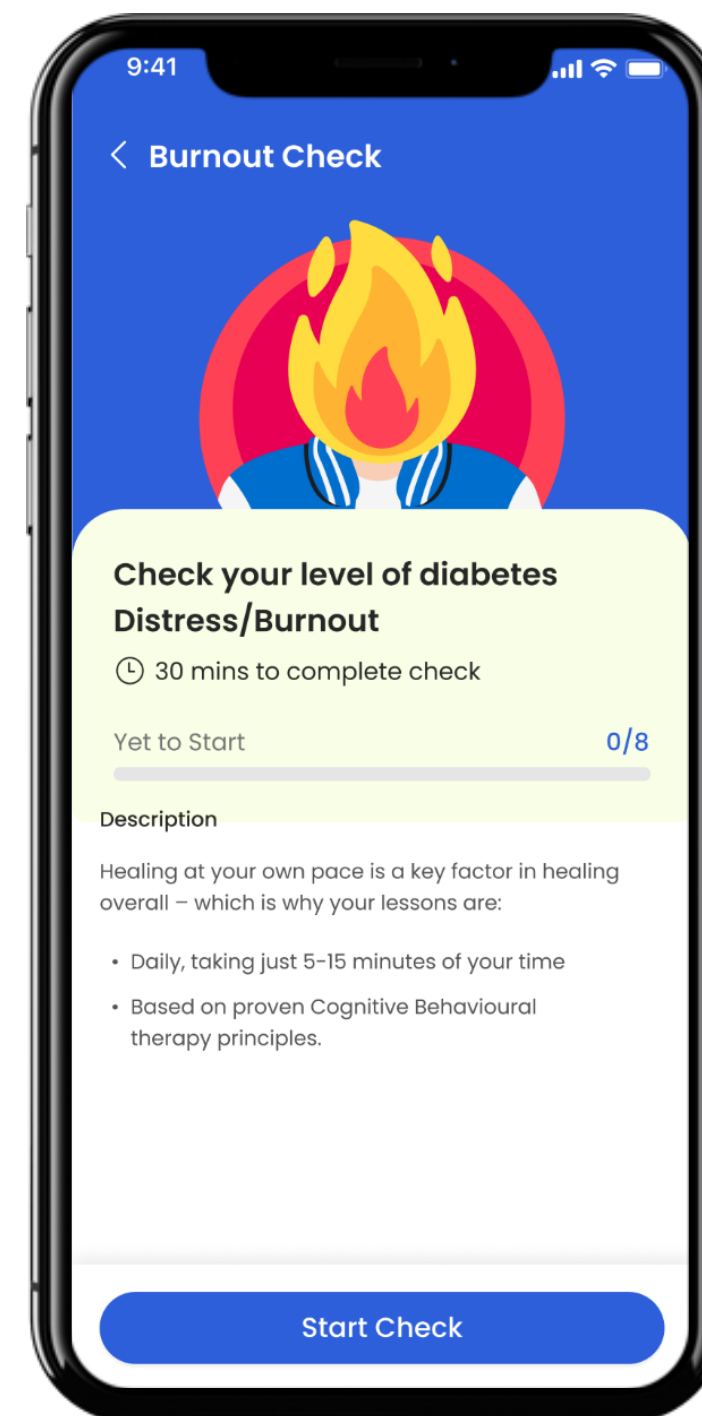 9:41
Burnout Check
Check your level of diabetes
Distress/Burnout
30 mins to complete check
Yet to Start 0/8
Description
Healing at your own pace is a key factor in healing
overall – which is why your lessons are:
• Daily, taking just 5-15 minutes of your time
• Based on proven Cognitive Behavioural
therapy principles.
Start Check